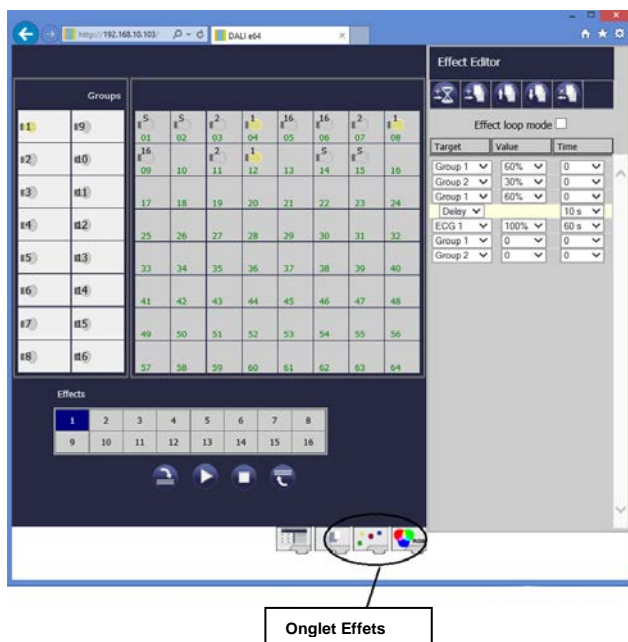 http://192.168.10.103/
DALI e64
Effect Editor
Groups
Effect loop mode
Target Value Time
Group 1 60% 0
Group 2 30% 0
Group 1 60% 0
Delay 10 s
ECG 1 100% 60 s
Group 1 0 0
Group 2 0 0
1 9
2 10
3 11
4 12
5 13
6 14
7 15
8 16
S S 2 1 16 16 2 1
01 02 03 04 05 06 07 08
16 2 1 S S
09 10 11 12 13 14 15 16
17 18 19 20 21 22 23 24
25 26 27 28 29 30 31 32
33 34 35 36 37 38 39 40
41 42 43 44 45 46 47 48
49 50 51 52 53 54 55 56
57 58 59 60 61 62 63 64
Effects
1 2 3 4 5 6 7 8
9 10 11 12 13 14 15 16
Onglet Effets